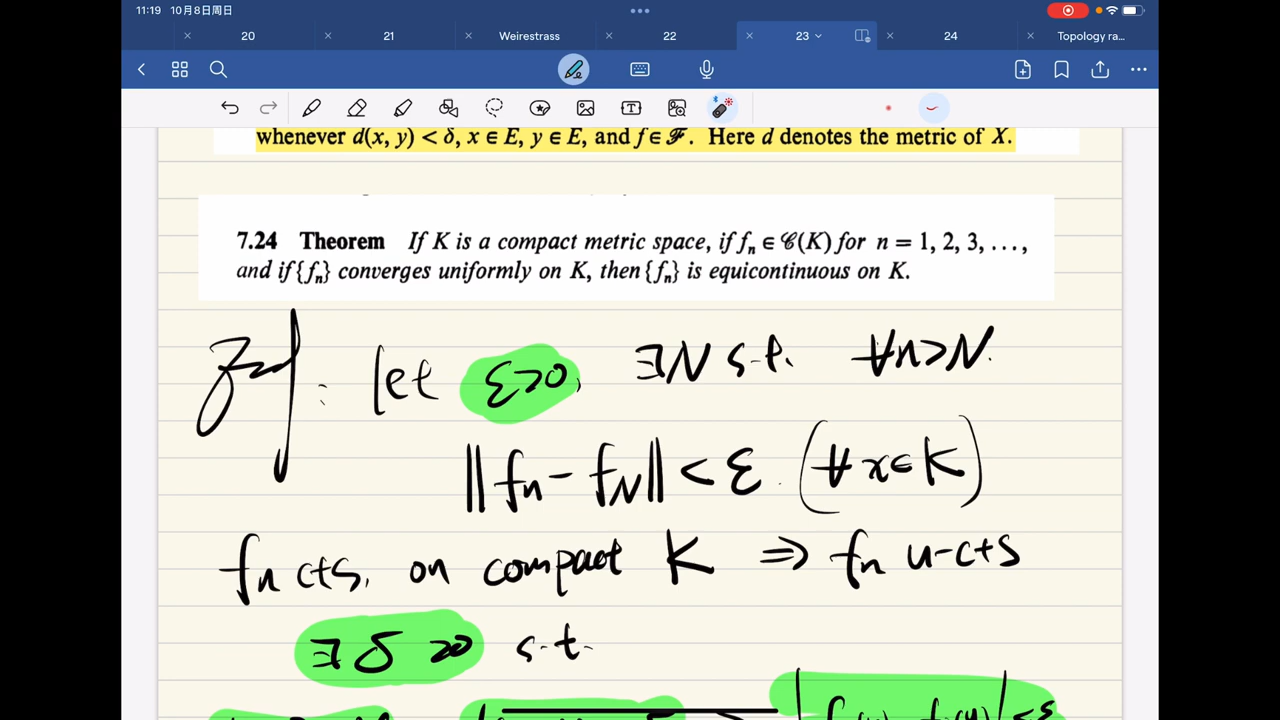 11:19 10月8日周日
20 21 Weirestrass 22 23 24 Topology ra...
whenever d(x, y) < δ, x ∈ E, y ∈ E, and f ∈ ℱ. Here d denotes the metric of X.
7.24 Theorem If K is a compact metric space, if fₙ ∈ 𝒞(K) for n = 1, 2, 3, ...,
and if {fₙ} converges uniformly on K, then {fₙ} is equicontinuous on K.
: let ε>0, ∃N s.t. ∀n>N.
‖fₙ - f_N‖ < ε. (∀x∈K)
fₙ cts. on compact K ⇒ fₙ u-cts
∃ δ >0 s.t.